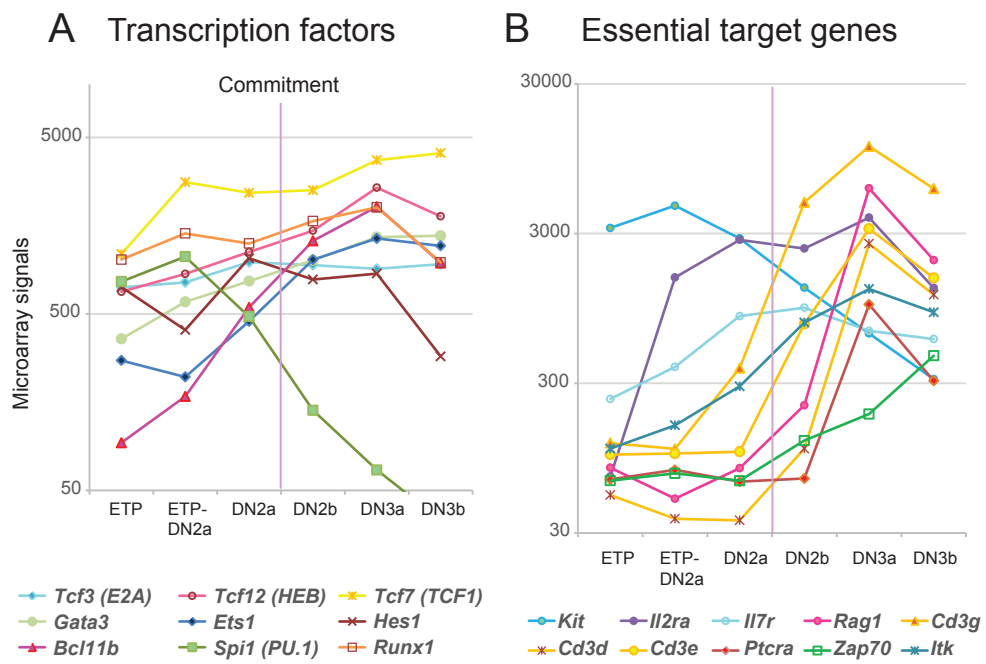 A Transcription factors
Commitment
Microarray signals
5000
500
50
ETP ETP-DN2a DN2a DN2b DN3a DN3b
Tcf3 (E2A) Tcf12 (HEB) Tcf7 (TCF1)
Gata3 Ets1 Hes1
Bcl11b Spi1 (PU.1) Runx1
B Essential target genes
30000
3000
300
30
ETP ETP-DN2a DN2a DN2b DN3a DN3b
Kit Il2ra Il7r Rag1 Cd3g
Cd3d Cd3e Ptcra Zap70 Itk